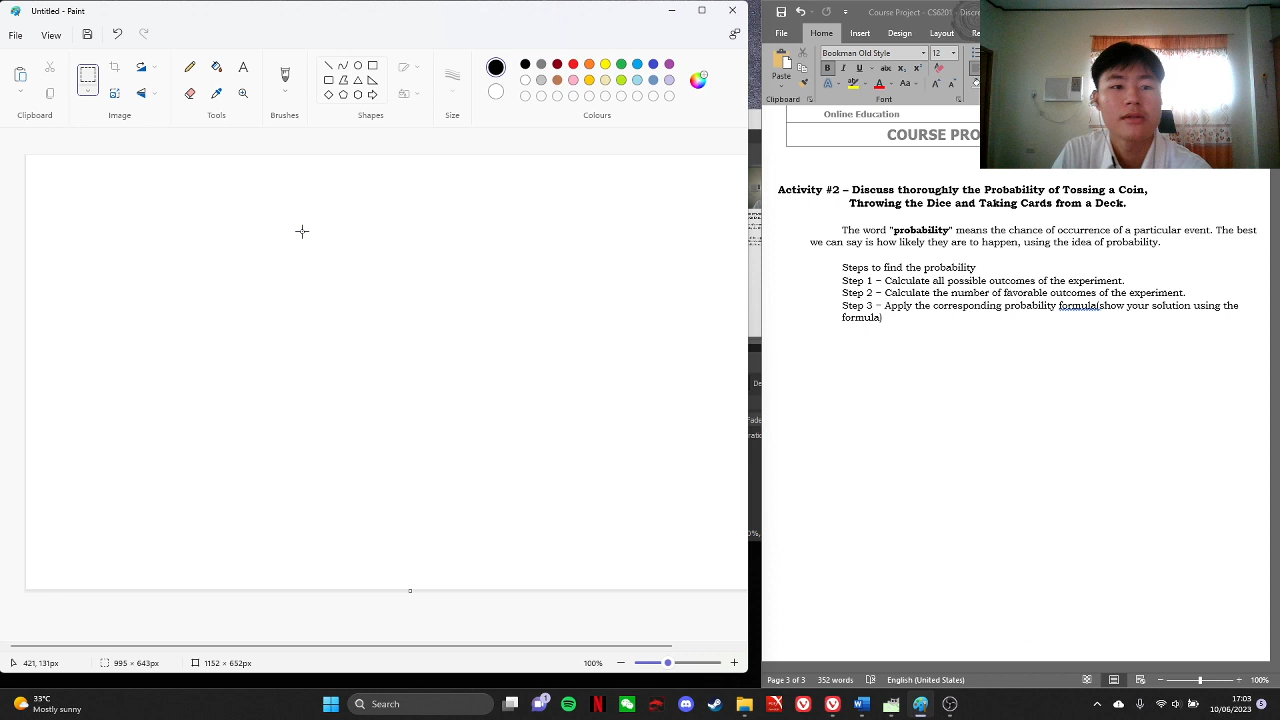 Untitled - Paint
File
View
Clipboard
Image
Tools
Brushes
Shapes
Size
Colours
421, 131px
995 × 643px
1152 × 652px
100%
Course Project - CS6201
File
Home
Insert
Design
Layout
Bookman Old Style
12
Paste
B I U abc x₂ x²
Aa
Clipboard
Font
Online Education
COURSE PRO
Activity #2 – Discuss thoroughly the Probability of Tossing a Coin,
Throwing the Dice and Taking Cards from a Deck.
The word "probability" means the chance of occurrence of a particular event. The best
we can say is how likely they are to happen, using the idea of probability.
Steps to find the probability
Step 1 – Calculate all possible outcomes of the experiment.
Step 2 – Calculate the number of favorable outcomes of the experiment.
Step 3 – Apply the corresponding probability formula(show your solution using the
formula)
Page 3 of 3
352 words
English (United States)
100%
33°C
Mostly sunny
Search
17:03
10/06/2023